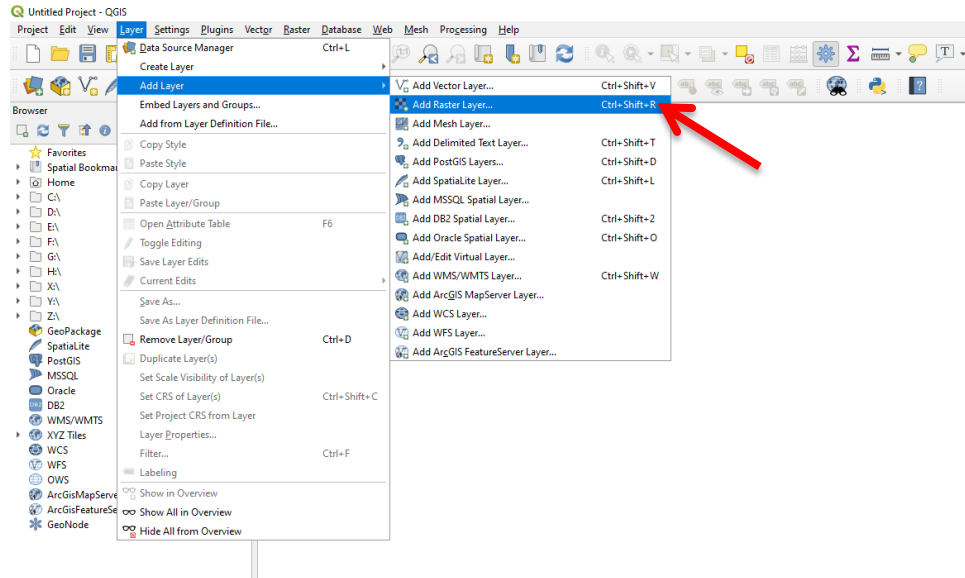 Untitled Project - QGIS
Project Edit View Layer Settings Plugins Vector Raster Database Web Mesh Processing Help
Data Source Manager Ctrl+L
Create Layer
Add Layer
Embed Layers and Groups...
Add from Layer Definition File...
Copy Style
Paste Style
Copy Layer
Paste Layer/Group
Open Attribute Table F6
Toggle Editing
Save Layer Edits
Current Edits
Save As...
Save As Layer Definition File...
Remove Layer/Group Ctrl+D
Duplicate Layer(s)
Set Scale Visibility of Layer(s)
Set CRS of Layer(s) Ctrl+Shift+C
Set Project CRS from Layer
Layer Properties...
Filter... Ctrl+F
Labeling
Show in Overview
Show All in Overview
Hide All from Overview
Add Vector Layer... Ctrl+Shift+V
Add Raster Layer... Ctrl+Shift+R
Add Mesh Layer...
Add Delimited Text Layer... Ctrl+Shift+T
Add PostGIS Layers... Ctrl+Shift+D
Add SpatiaLite Layer... Ctrl+Shift+L
Add MSSQL Spatial Layer...
Add DB2 Spatial Layer... Ctrl+Shift+2
Add Oracle Spatial Layer... Ctrl+Shift+O
Add/Edit Virtual Layer...
Add WMS/WMTS Layer... Ctrl+Shift+W
Add ArcGIS MapServer Layer...
Add WCS Layer...
Add WFS Layer...
Add ArcGIS FeatureServer Layer...
Browser
Favorites
Spatial Bookmar
Home
C:\
D:\
E:\
F:\
G:\
H:\
X:\
Y:\
Z:\
GeoPackage
SpatiaLite
PostGIS
MSSQL
Oracle
DB2
WMS/WMTS
XYZ Tiles
WCS
WFS
OWS
ArcGisMapServe
ArcGisFeatureSe
GeoNode